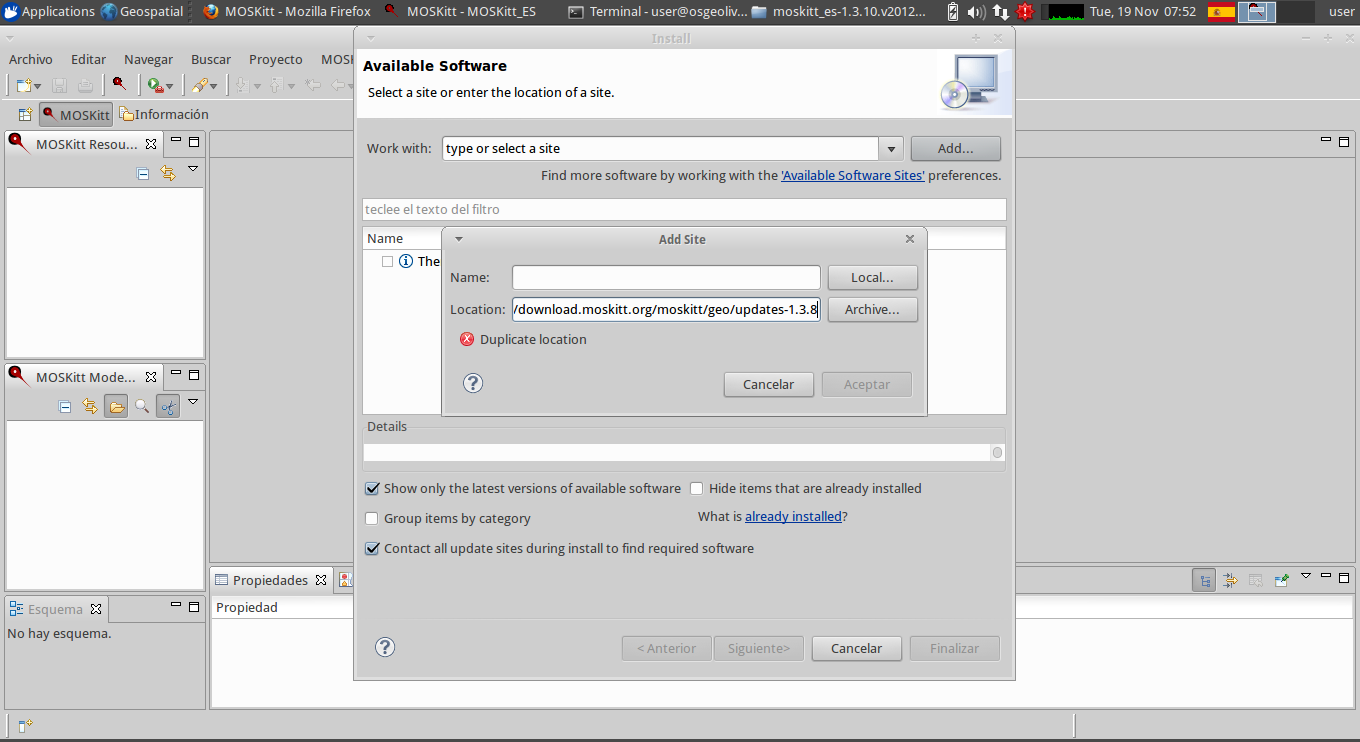 Applications Geospatial MOSKitt - Mozilla Firefox MOSKitt - MOSKitt_ES Terminal - user@osgeoliv... moskitt_es-1.3.10.v2012... Tue, 19 Nov 07:52 user
Install
Archivo Editar Navegar Buscar Proyecto MOSK
Available Software
Select a site or enter the location of a site.
MOSKitt Información
MOSKitt Resou...
Work with: type or select a site Add...
Find more software by working with the 'Available Software Sites' preferences.
teclee el texto del filtro
Name
The
Add Site
Name: Local...
Location: /download.moskitt.org/moskitt/geo/updates-1.3.8 Archive...
Duplicate location
Cancelar Aceptar
MOSKitt Mode...
Details
Show only the latest versions of available software Hide items that are already installed
Group items by category What is already installed?
Contact all update sites during install to find required software
Propiedades
Propiedad
Esquema
No hay esquema.
< Anterior Siguiente> Cancelar Finalizar